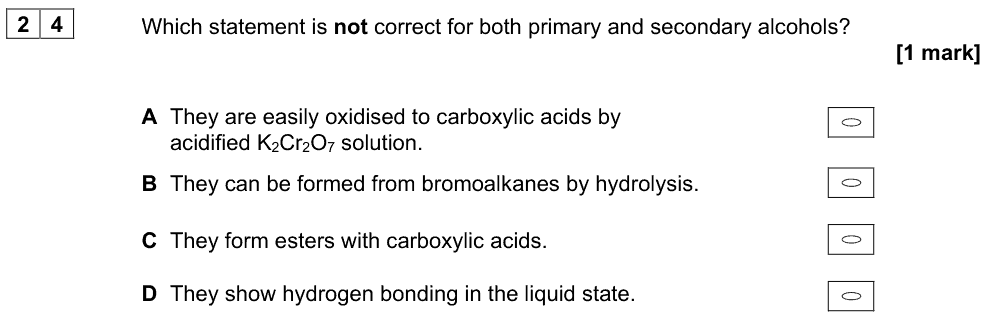 2 4 Which statement is not correct for both primary and secondary alcohols?
[1 mark]
A They are easily oxidised to carboxylic acids by
acidified K₂Cr₂O₇ solution.
B They can be formed from bromoalkanes by hydrolysis.
C They form esters with carboxylic acids.
D They show hydrogen bonding in the liquid state.